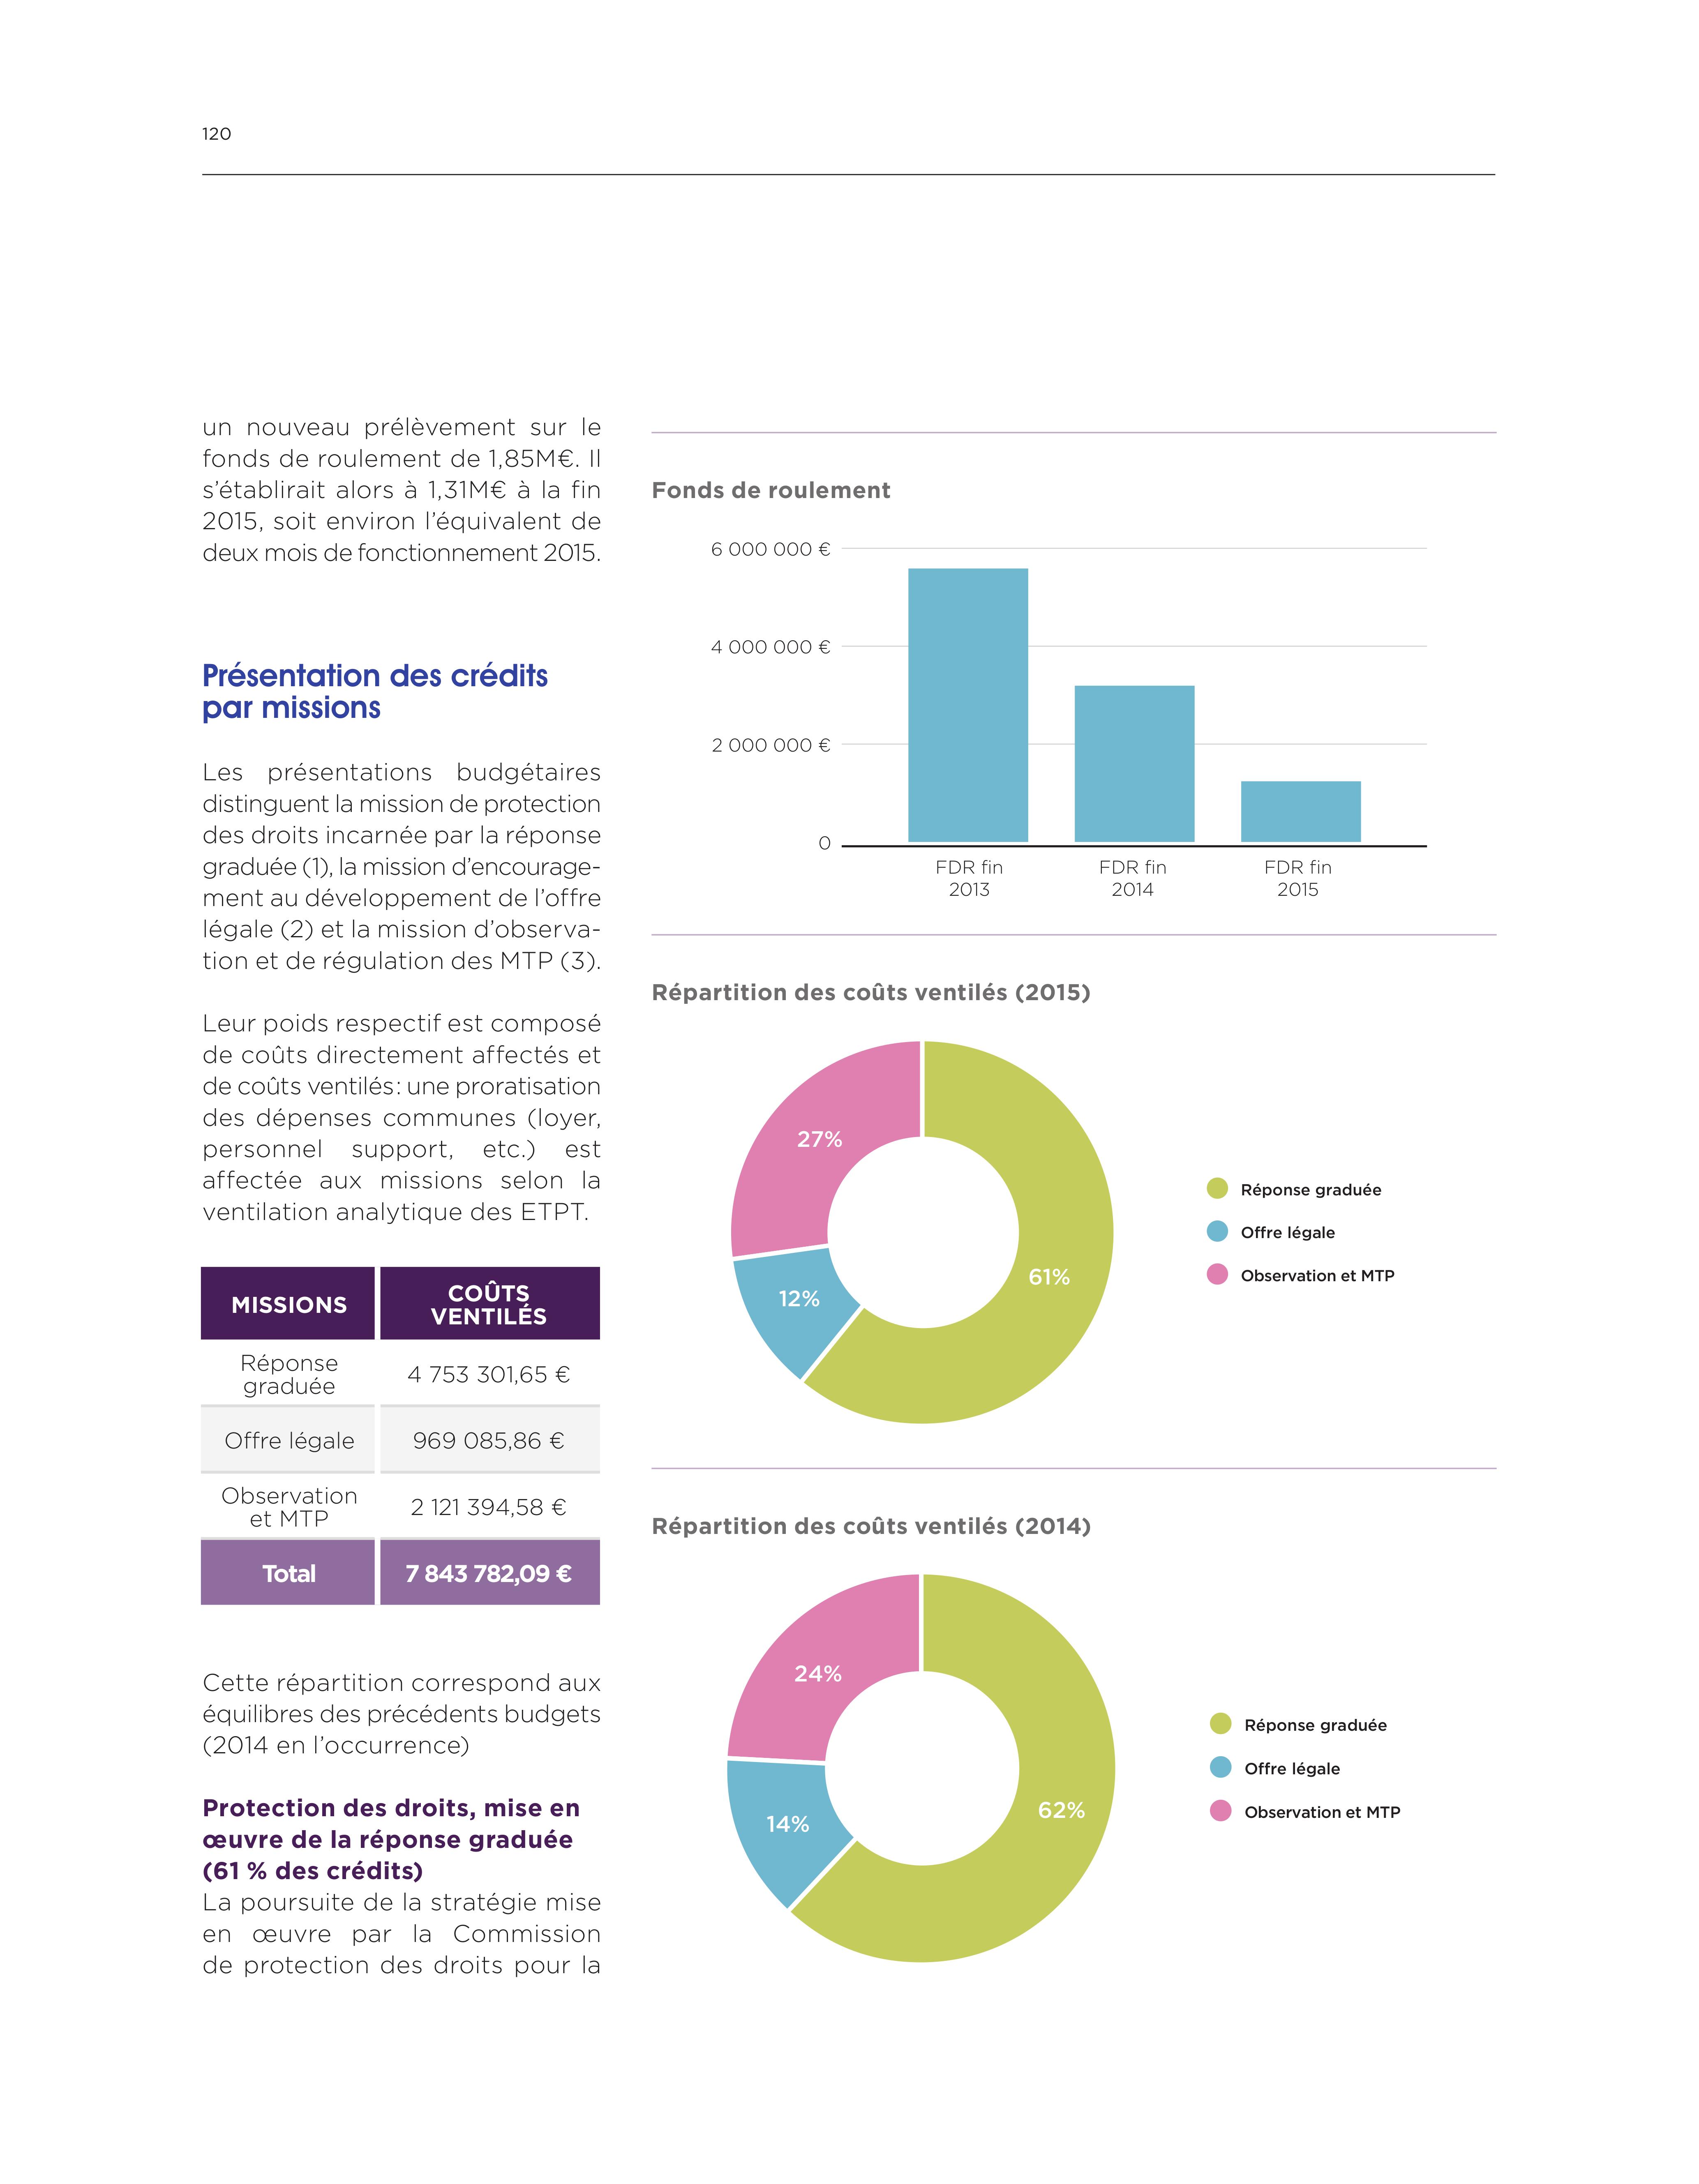 120
un nouveau prélèvement sur le
fonds de roulement de 1,85M€. Il
s’établirait alors à 1,31M€ à la fin
2015, soit environ l’équivalent de
deux mois de fonctionnement 2015.
Présentation des crédits
par missions
Les présentations budgétaires
distinguent la mission de protection
des droits incarnée par la réponse
graduée (1), la mission d’encourage-
ment au développement de l’offre
légale (2) et la mission d’observa-
tion et de régulation des MTP (3).
Leur poids respectif est composé
de coûts directement affectés et
de coûts ventilés: une proratisation
des dépenses communes (loyer,
personnel support, etc.) est
affectée aux missions selon la
ventilation analytique des ETPT.
MISSIONS
COÛTS
VENTILÉS
Réponse
graduée
4 753 301,65 €
Offre légale
969 085,86 €
Observation
et MTP
2 121 394,58 €
Total
7 843 782,09 €
Cette répartition correspond aux
équilibres des précédents budgets
(2014 en l’occurrence)
Protection des droits, mise en
œuvre de la réponse graduée
(61 % des crédits)
La poursuite de la stratégie mise
en œuvre par la Commission
de protection des droits pour la
Fonds de roulement
6 000 000 €
4 000 000 €
2 000 000 €
0
FDR fin
2013
FDR fin
2014
FDR fin
2015
Répartition des coûts ventilés (2015)
27%
61%
12%
Réponse graduée
Offre légale
Observation et MTP
Répartition des coûts ventilés (2014)
24%
62%
14%
Réponse graduée
Offre légale
Observation et MTP